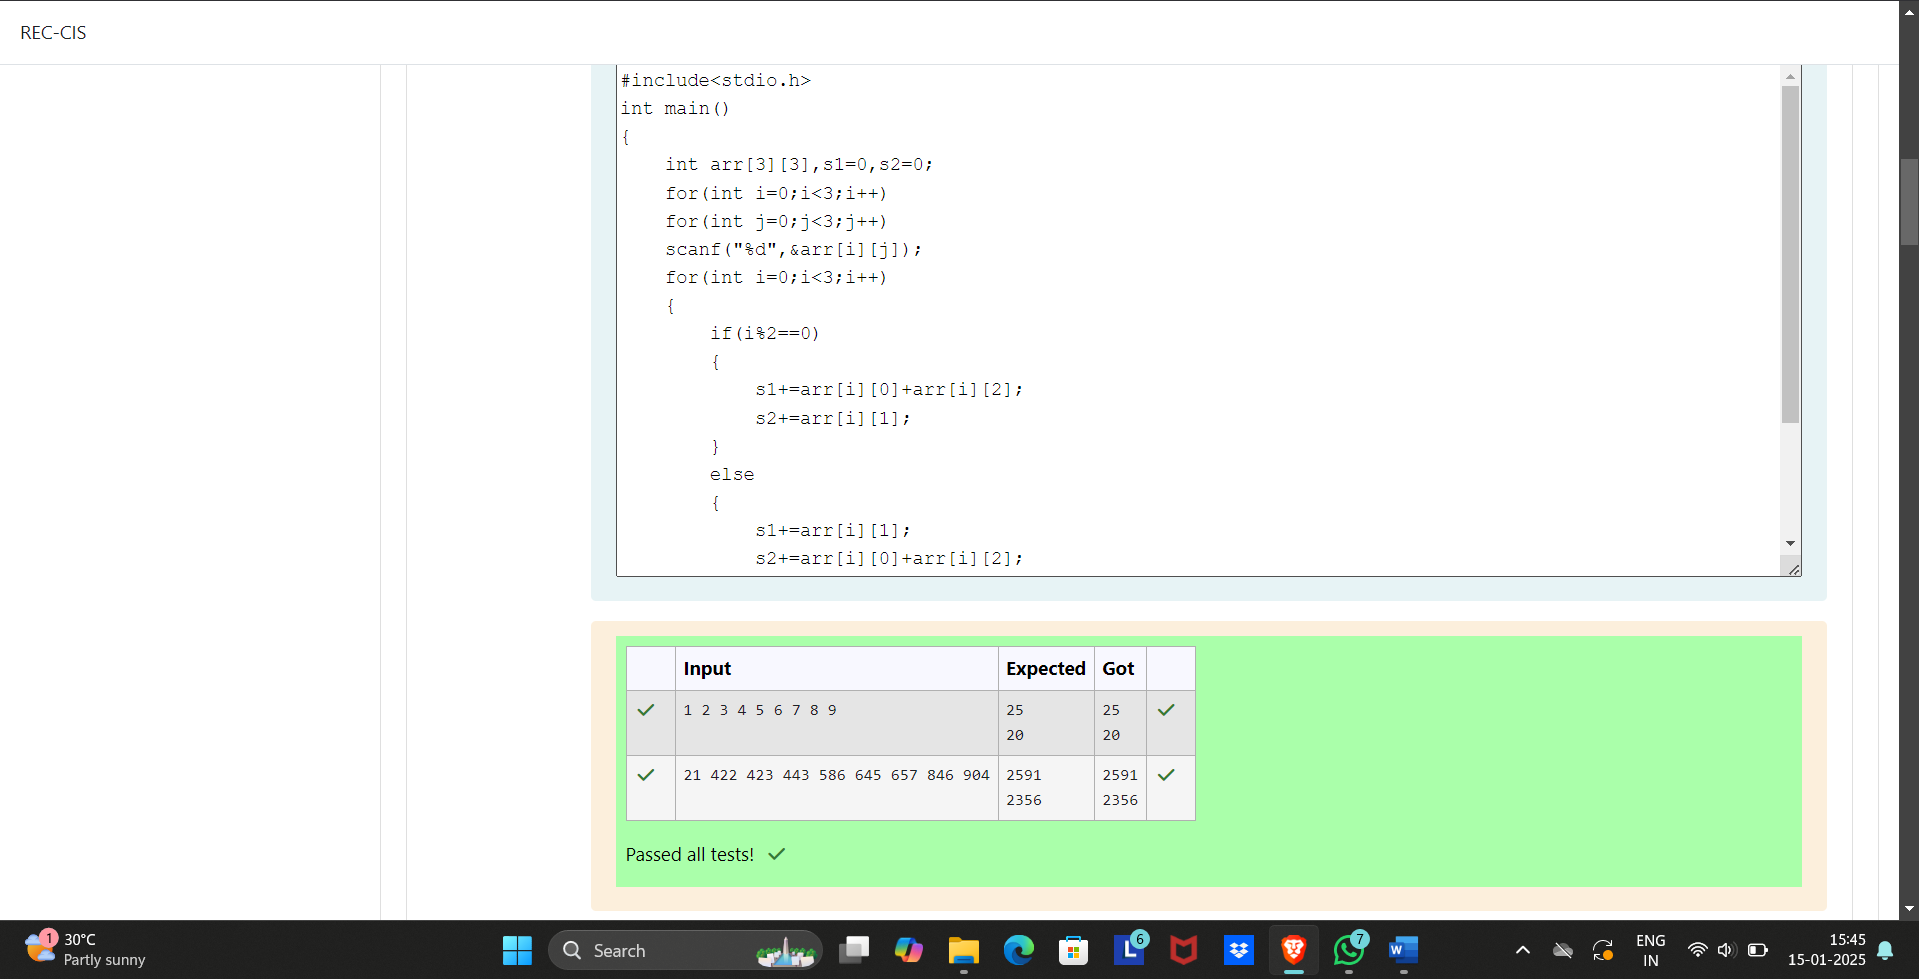 REC-CIS
#include<stdio.h>
int main()
{
    int arr[3][3],s1=0,s2=0;
    for(int i=0;i<3;i++)
    for(int j=0;j<3;j++)
    scanf("%d",&arr[i][j]);
    for(int i=0;i<3;i++)
    {
        if(i%2==0)
        {
            s1+=arr[i][0]+arr[i][2];
            s2+=arr[i][1];
        }
        else
        {
            s1+=arr[i][1];
            s2+=arr[i][0]+arr[i][2];
Input Expected Got
1 2 3 4 5 6 7 8 9 25 25
20 20
21 422 423 443 586 645 657 846 904 2591 2591
2356 2356
Passed all tests!
1 30°C
Partly sunny
Search
L 6
7
W
ENG
IN
15:45
15-01-2025